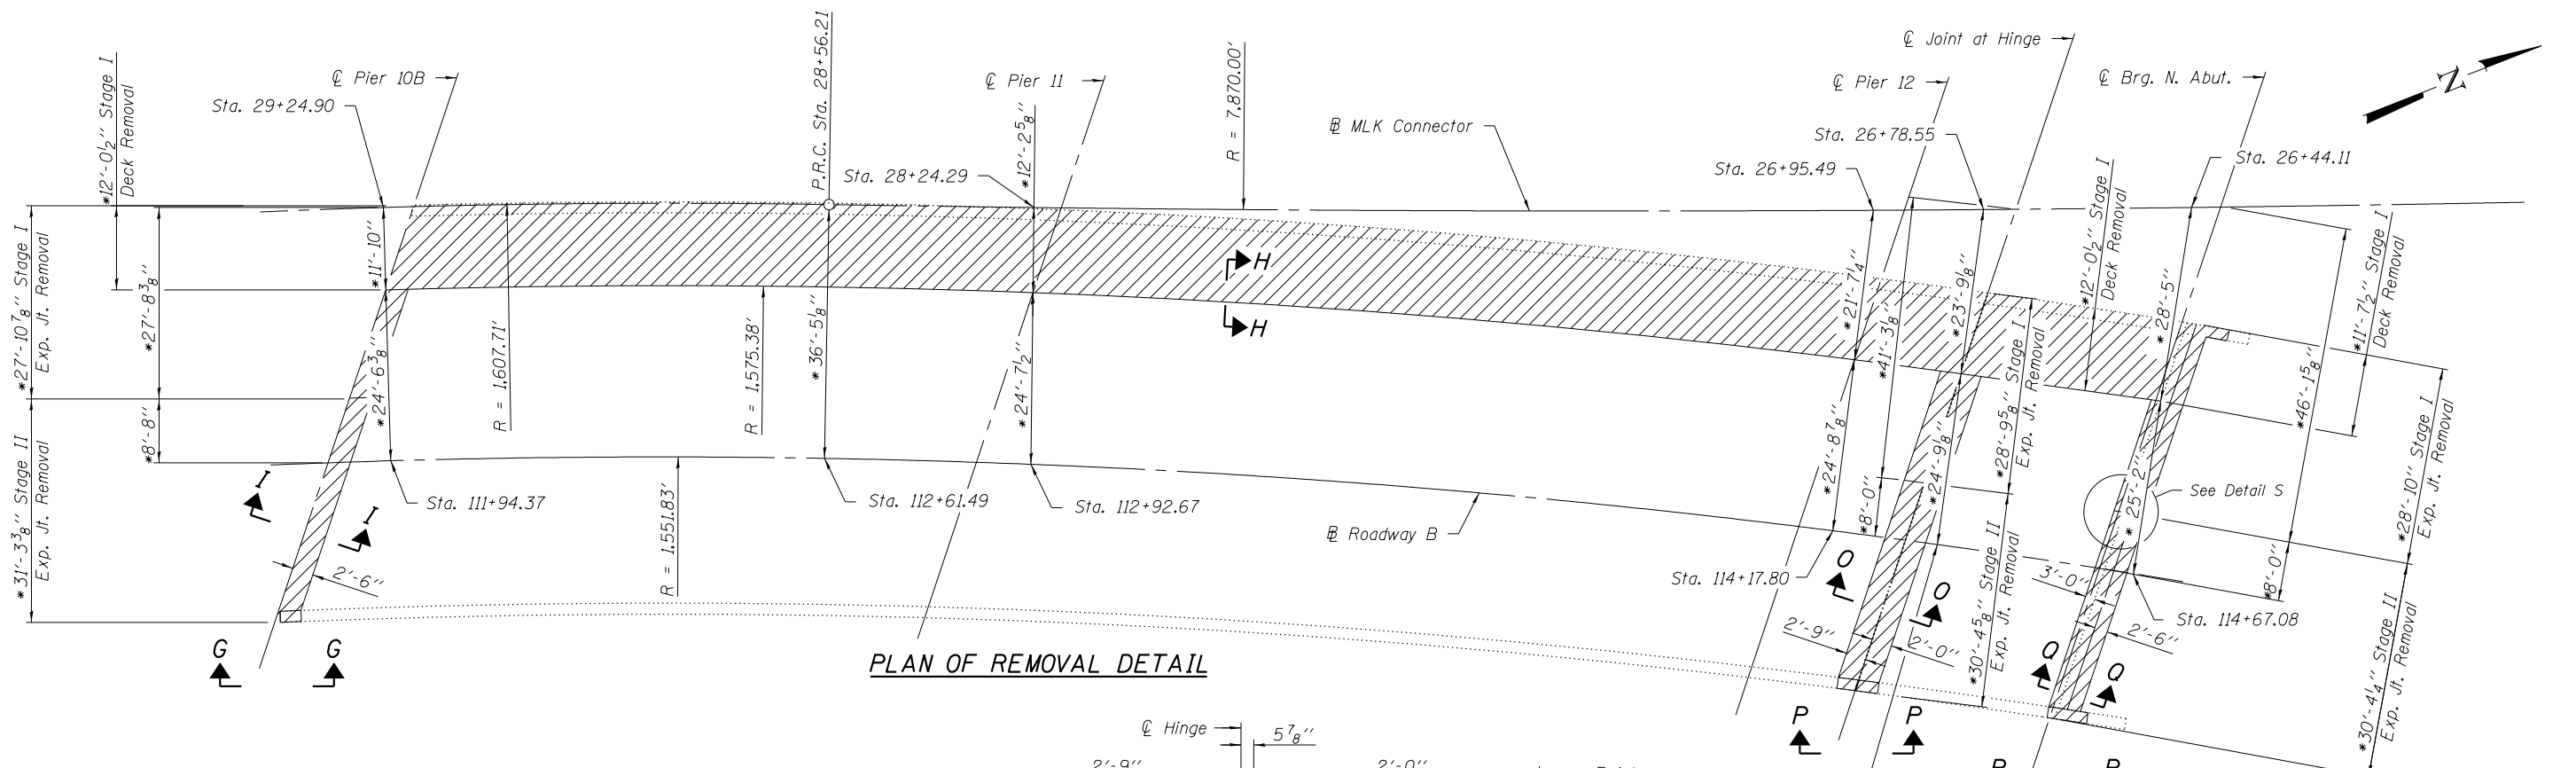 ℄ Joint at Hinge
℄ Pier 10B
℄ Pier 11
℄ Pier 12
℄ Brg. N. Abut.
N
Sta. 29+24.90
P.R.C. Sta. 28+56.21
R = 7,870.00'
℄ MLK Connector
Sta. 26+78.55
Sta. 28+24.29
Sta. 26+95.49
Sta. 26+44.11
*12'-0½" Stage I
Deck Removal
*12'-2⅝"
*12'-0½" Stage I
Deck Removal
*11'-7½" Stage I
Deck Removal
*27'-10⅞" Stage I
Exp. Jt. Removal
*27'-8⅜"
*11'-10"
*24'-6⅜"
R = 1,607.71'
R = 1,575.38'
*36'-5⅛"
*24'-7½"
H
H
*21'-7¼"
*41'-3⅛"
*23'-9⅛"
*28'-5"
*46'-1⅝"
*28'-9⅝" Stage I
Exp. Jt. Removal
*28'-10" Stage I
Exp. Jt. Removal
*8'-8"
*24'-8⅞"
*8'-0"
*24'-9⅛"
*25'-2"
See Detail S
*8'-0"
*31'-3⅜" Stage II
Exp. Jt. Removal
I
I
Sta. 111+94.37
R = 1,551.83'
Sta. 112+61.49
Sta. 112+92.67
℄ Roadway B
Sta. 114+17.80
O
O
3'-0"
Sta. 114+67.08
2'-6"
2'-6"
2'-9"
2'-0"
*30'-4⅝" Stage II
Exp. Jt. Removal
Q
Q
*30'-4¼" Stage II
Exp. Jt. Removal
G
G
PLAN OF REMOVAL DETAIL
P
P
℄ Hinge
5⅞"
2'-9"
2'-0"